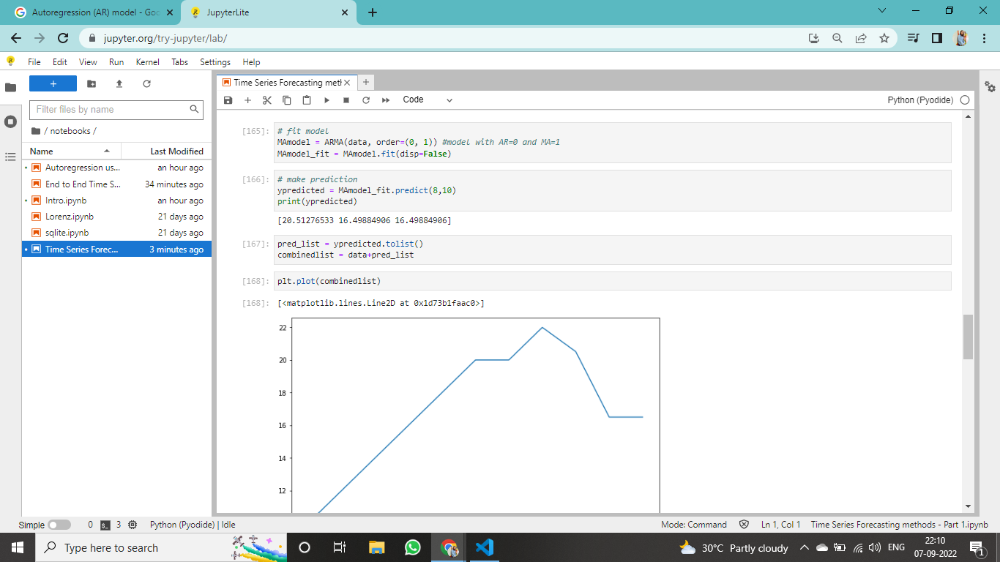 Autoregression (AR) model - Goo
JupyterLite
jupyter.org/try-jupyter/lab/
File Edit View Run Kernel Tabs Settings Help
Filter files by name
/ notebooks /
Name Last Modified
Autoregression us... an hour ago
End to End Time S... 34 minutes ago
Intro.ipynb an hour ago
Lorenz.ipynb 21 days ago
sqlite.ipynb 21 days ago
Time Series Forec... 3 minutes ago
Time Series Forecasting meth
Code
Python (Pyodide)
[165]: # fit model
MAmodel = ARMA(data, order=(0, 1)) #model with AR=0 and MA=1
MAmodel_fit = MAmodel.fit(disp=False)
[166]: # make prediction
ypredicted = MAmodel_fit.predict(8,10)
print(ypredicted)
[20.51276533 16.49884906 16.49884906]
[167]: pred_list = ypredicted.tolist()
combinedlist = data+pred_list
[168]: plt.plot(combinedlist)
[168]: [<matplotlib.lines.Line2D at 0x1d73b1faac0>]
22
20
18
16
14
12
Simple 0 3 Python (Pyodide) | Idle
Mode: Command Ln 1, Col 1 Time Series Forecasting methods - Part 1.ipynb
Type here to search
30°C Partly cloudy
ENG
22:10
07-09-2022
1